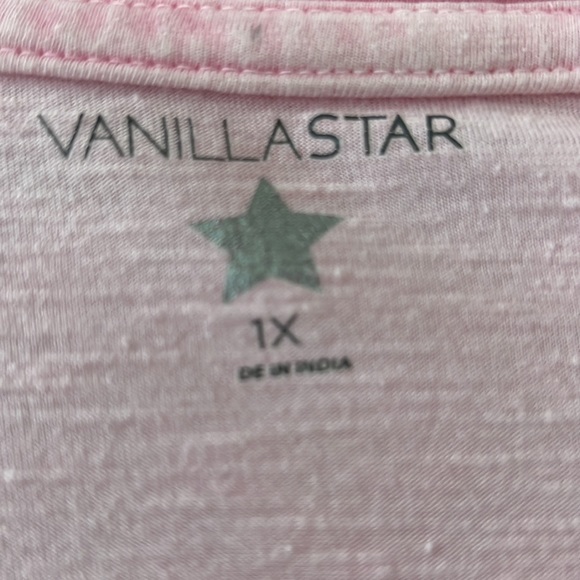 VANILLASTAR
1X
DE IN INDIA